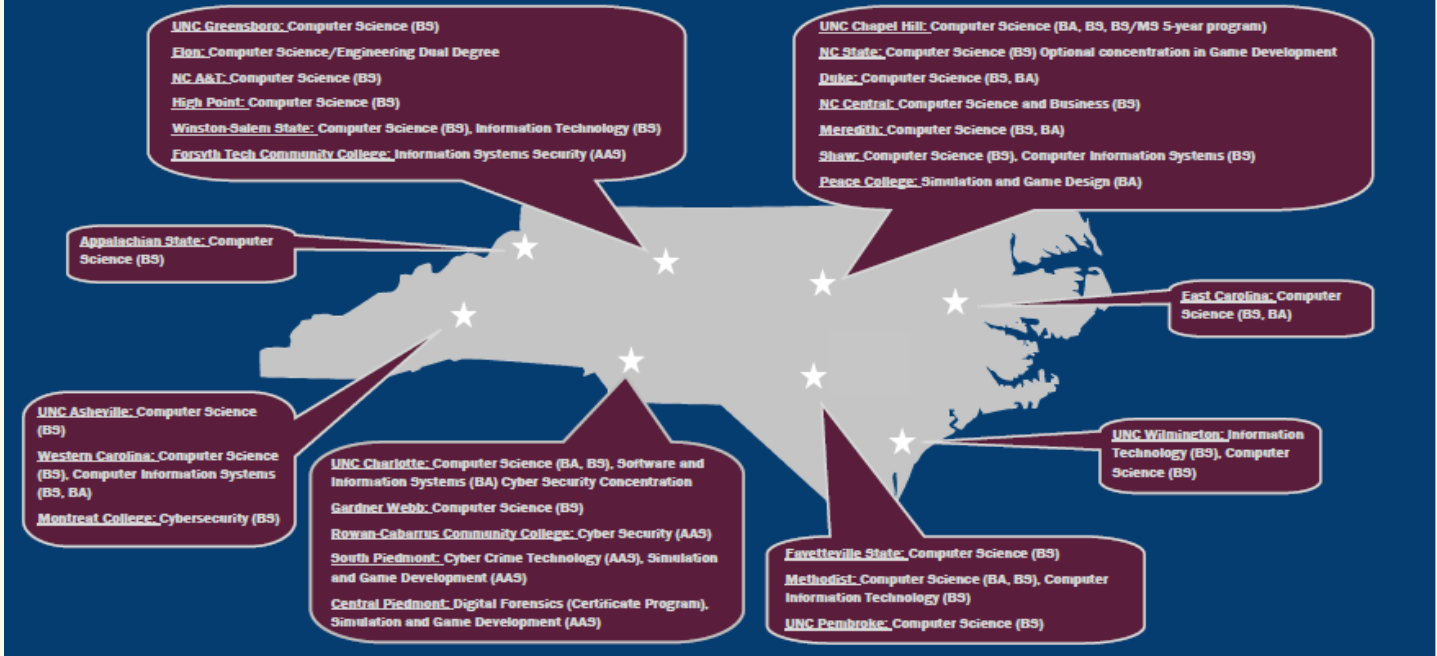 UNC Greensboro: Computer Science (BS)
Elon: Computer Science/Engineering Dual Degree
NC A&T: Computer Science (BS)
High Point: Computer Science (BS)
Winston-Salem State: Computer Science (BS), Information Technology (BS)
Forsyth Tech Community College: Information Systems Security (AAS)
UNC Chapel Hill: Computer Science (BA, BS, BS/MS 5-year program)
NC State: Computer Science (BS) Optional concentration in Game Development
Duke: Computer Science (BS, BA)
NC Central: Computer Science and Business (BS)
Meredith: Computer Science (BS, BA)
Shaw: Computer Science (BS), Computer Information Systems (BS)
Peace College: Simulation and Game Design (BA)
Appalachian State: Computer
Science (BS)
East Carolina: Computer
Science (BS, BA)
UNC Asheville: Computer Science
(BS)
Western Carolina: Computer Science
(BS), Computer Information Systems
(BS, BA)
Montreat College: Cybersecurity (BS)
UNC Charlotte: Computer Science (BA, BS), Software and
Information Systems (BA) Cyber Security Concentration
Gardner Webb: Computer Science (BS)
Rowan-Cabarrus Community College: Cyber Security (AAS)
South Piedmont: Cyber Crime Technology (AAS), Simulation
and Game Development (AAS)
Central Piedmont: Digital Forensics (Certificate Program),
Simulation and Game Development (AAS)
UNC Wilmington: Information
Technology (BS), Computer
Science (BS)
Fayetteville State: Computer Science (BS)
Methodist: Computer Science (BA, BS), Computer
Information Technology (BS)
UNC Pembroke: Computer Science (BS)